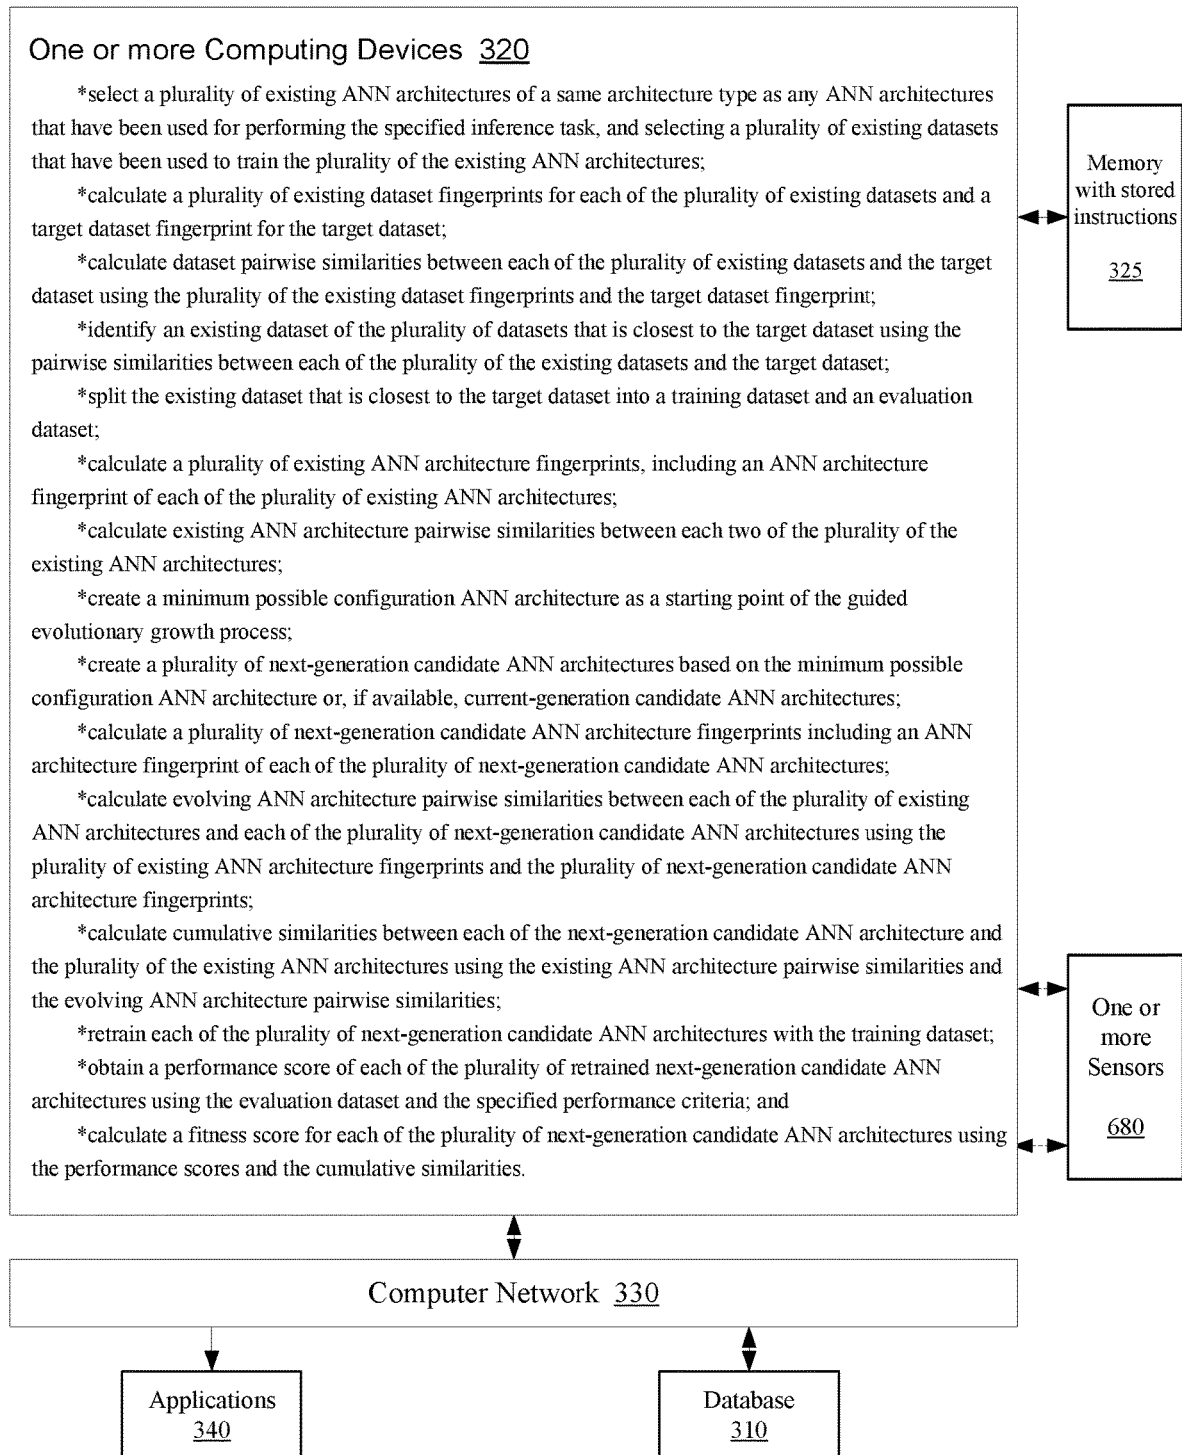 One or more Computing Devices 320
*select a plurality of existing ANN architectures of a same architecture type as any ANN architectures
that have been used for performing the specified inference task, and selecting a plurality of existing datasets
that have been used to train the plurality of the existing ANN architectures;
*calculate a plurality of existing dataset fingerprints for each of the plurality of existing datasets and a
target dataset fingerprint for the target dataset;
*calculate dataset pairwise similarities between each of the plurality of existing datasets and the target
dataset using the plurality of the existing dataset fingerprints and the target dataset fingerprint;
*identify an existing dataset of the plurality of datasets that is closest to the target dataset using the
pairwise similarities between each of the plurality of the existing datasets and the target dataset;
*split the existing dataset that is closest to the target dataset into a training dataset and an evaluation
dataset;
*calculate a plurality of existing ANN architecture fingerprints, including an ANN architecture
fingerprint of each of the plurality of existing ANN architectures;
*calculate existing ANN architecture pairwise similarities between each two of the plurality of the
existing ANN architectures;
*create a minimum possible configuration ANN architecture as a starting point of the guided
evolutionary growth process;
*create a plurality of next-generation candidate ANN architectures based on the minimum possible
configuration ANN architecture or, if available, current-generation candidate ANN architectures;
*calculate a plurality of next-generation candidate ANN architecture fingerprints including an ANN
architecture fingerprint of each of the plurality of next-generation candidate ANN architectures;
*calculate evolving ANN architecture pairwise similarities between each of the plurality of existing
ANN architectures and each of the plurality of next-generation candidate ANN architectures using the
plurality of existing ANN architecture fingerprints and the plurality of next-generation candidate ANN
architecture fingerprints;
*calculate cumulative similarities between each of the next-generation candidate ANN architecture and
the plurality of the existing ANN architectures using the existing ANN architecture pairwise similarities and
the evolving ANN architecture pairwise similarities;
*retrain each of the plurality of next-generation candidate ANN architectures with the training dataset;
*obtain a performance score of each of the plurality of retrained next-generation candidate ANN
architectures using the evaluation dataset and the specified performance criteria; and
*calculate a fitness score for each of the plurality of next-generation candidate ANN architectures using
the performance scores and the cumulative similarities.
Memory
with stored
instructions
325
One or
more
Sensors
680
Computer Network 330
Applications
340
Database
310